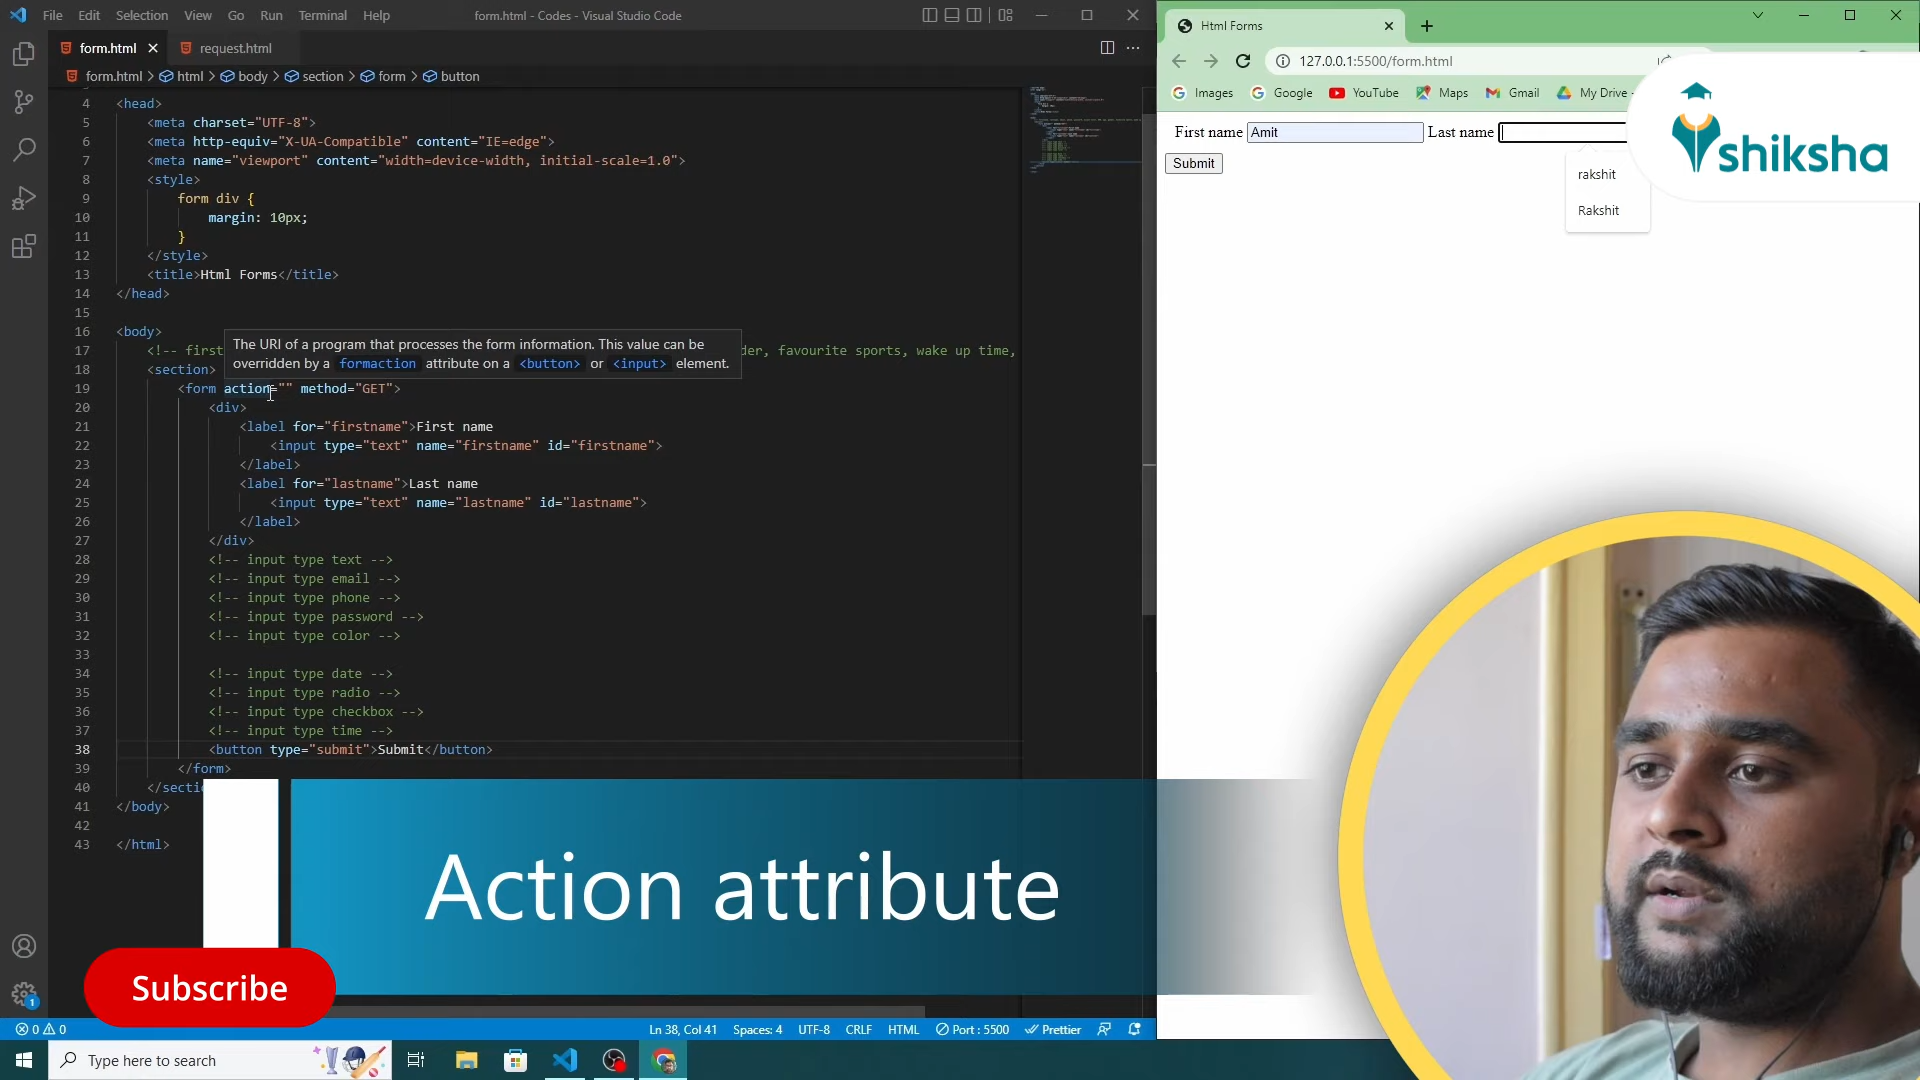 File Edit Selection View Go Run Terminal Help
form.html - Codes - Visual Studio Code
form.html
request.html
form.html > html > body > section > form > button
4 <head>
5 <meta charset="UTF-8">
6 <meta http-equiv="X-UA-Compatible" content="IE=edge">
7 <meta name="viewport" content="width=device-width, initial-scale=1.0">
8 <style>
9 form div {
10 margin: 10px;
11 }
12 </style>
13 <title>Html Forms</title>
14 </head>
15
16 <body>
The URI of a program that processes the form information. This value can be
overridden by a formaction attribute on a <button> or <input> element.
17 <!-- first der, favourite sports, wake up time,
18 <section>
19 <form action="" method="GET">
20 <div>
21 <label for="firstname">First name
22 <input type="text" name="firstname" id="firstname">
23 </label>
24 <label for="lastname">Last name
25 <input type="text" name="lastname" id="lastname">
26 </label>
27 </div>
28 <!-- input type text -->
29 <!-- input type email -->
30 <!-- input type phone -->
31 <!-- input type password -->
32 <!-- input type color -->
33
34 <!-- input type date -->
35 <!-- input type radio -->
36 <!-- input type checkbox -->
37 <!-- input type time -->
38 <button type="submit">Submit</button>
39 </form>
40 </secti
41 </body>
42
43 </html>
Action attribute
Subscribe
1
0 0
Ln 38, Col 41 Spaces: 4 UTF-8 CRLF HTML Port : 5500 Prettier
Type here to search
Html Forms
127.0.0.1:5500/form.html
Images Google YouTube Maps Gmail My Drive -
First name Amit Last name
Submit
rakshit
Rakshit
shiksha